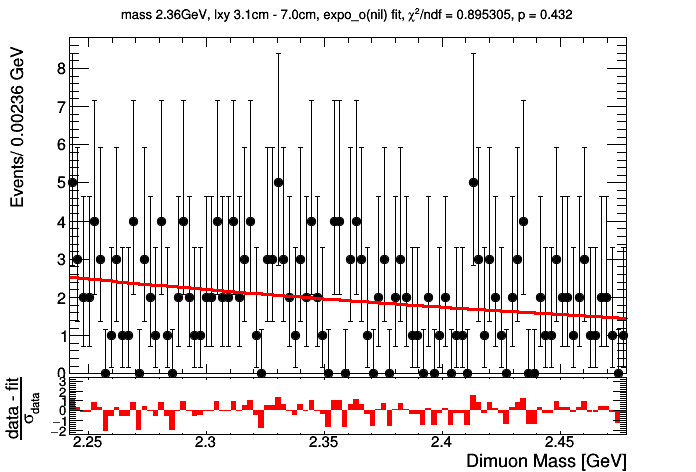 mass 2.36GeV, lxy 3.1cm - 7.0cm, expo_o(nil) fit, χ²/ndf = 0.895305, p = 0.432
Events/ 0.00236 GeV
8
7
6
5
4
3
2
1
0
data - fit
σdata
3
2
1
0
−1
−2
2.25 2.3 2.35 2.4 2.45
Dimuon Mass [GeV]